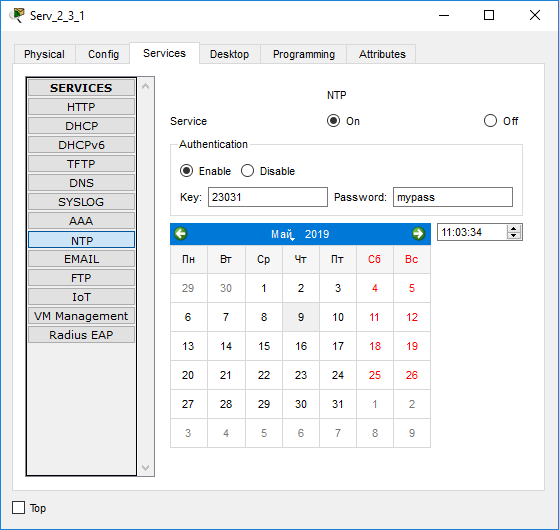 Serv_2_3_1
Physical Config Services Desktop Programming Attributes
SERVICES
HTTP
DHCP
DHCPv6
TFTP
DNS
SYSLOG
AAA
NTP
EMAIL
FTP
IoT
VM Management
Radius EAP
NTP
Service On Off
Authentication
Enable Disable
Key: 23031 Password: mypass
Май 2019 11:03:34
Пн Вт Ср Чт Пт Сб Вс
29 30 1 2 3 4 5
6 7 8 9 10 11 12
13 14 15 16 17 18 19
20 21 22 23 24 25 26
27 28 29 30 31 1 2
3 4 5 6 7 8 9
Top